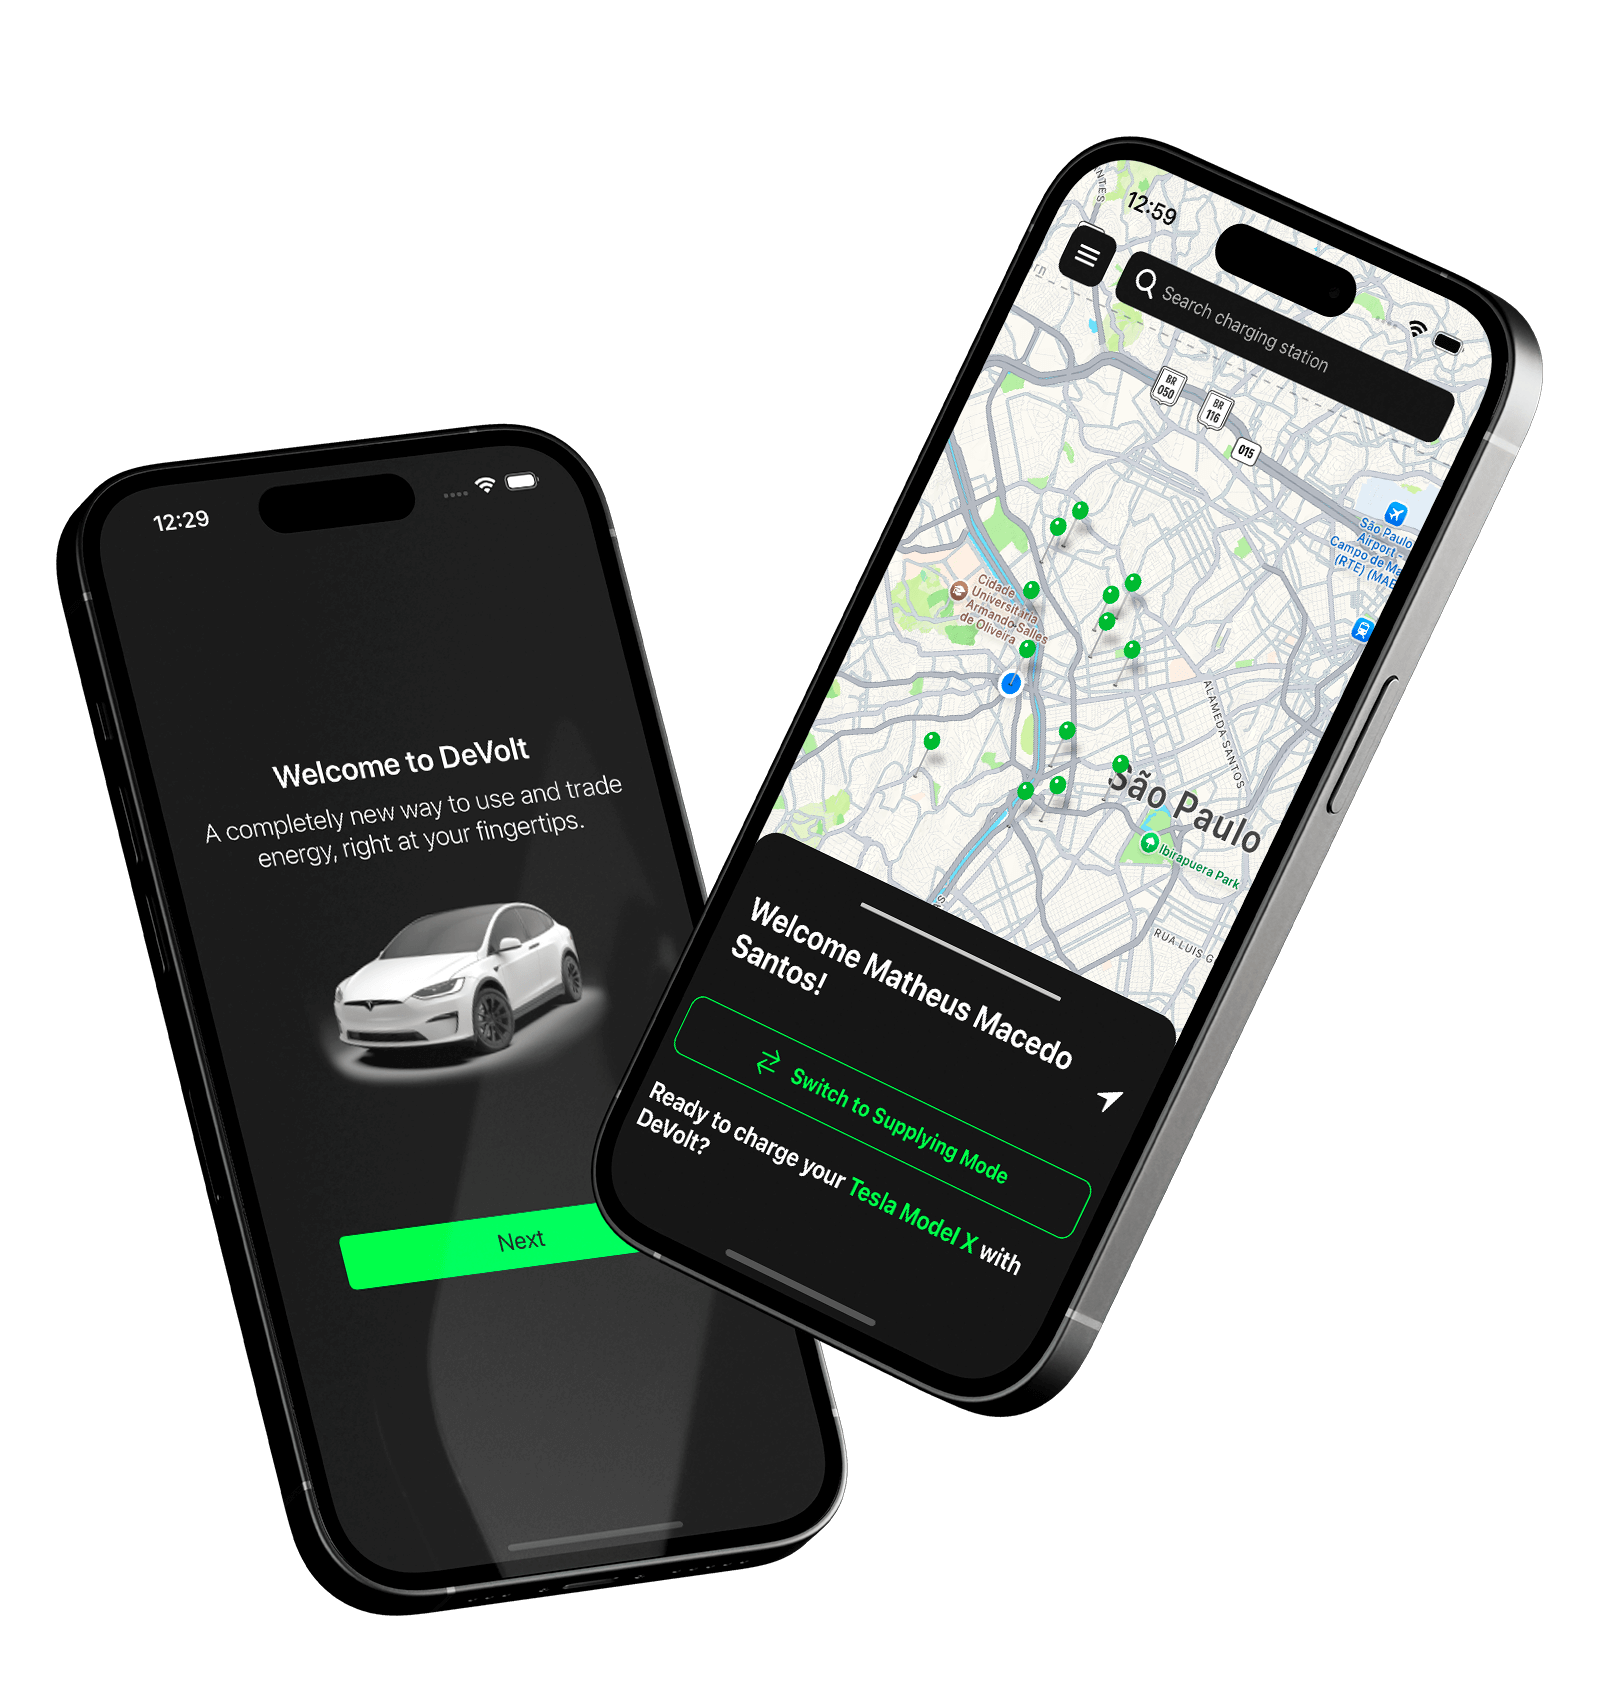 12:29
Welcome to DeVolt
A completely new way to use and trade
energy, right at your fingertips.
Next
12:59
Search charging station
BR
050
BR
116
015
São Paulo
Airport -
Campo de Ma
(RTE) (MAE
Cidade
Universitária
Armando Salles
de Oliveira
ALAMEDA SANTOS
São Paulo
Ibirapuera Park
RUA LUIS G
Welcome Matheus Macedo
Santos!
Switch to Supplying Mode
Ready to charge your Tesla Model X with
DeVolt?